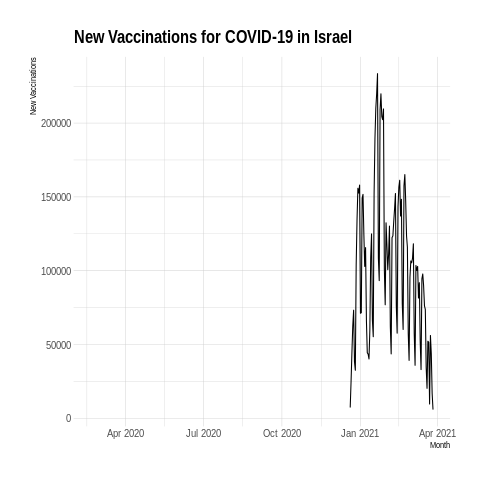 New Vaccinations for COVID-19 in Israel
New Vaccinations
200000
150000
100000
50000
0
Apr 2020 Jul 2020 Oct 2020 Jan 2021 Apr 2021
Month